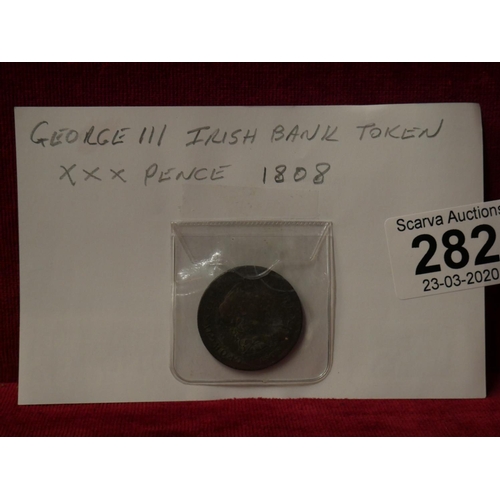 GEORGE III IRISH BANK TOKEN
XXX PENCE 1808
Scarva Auctions
282
23-03-2020